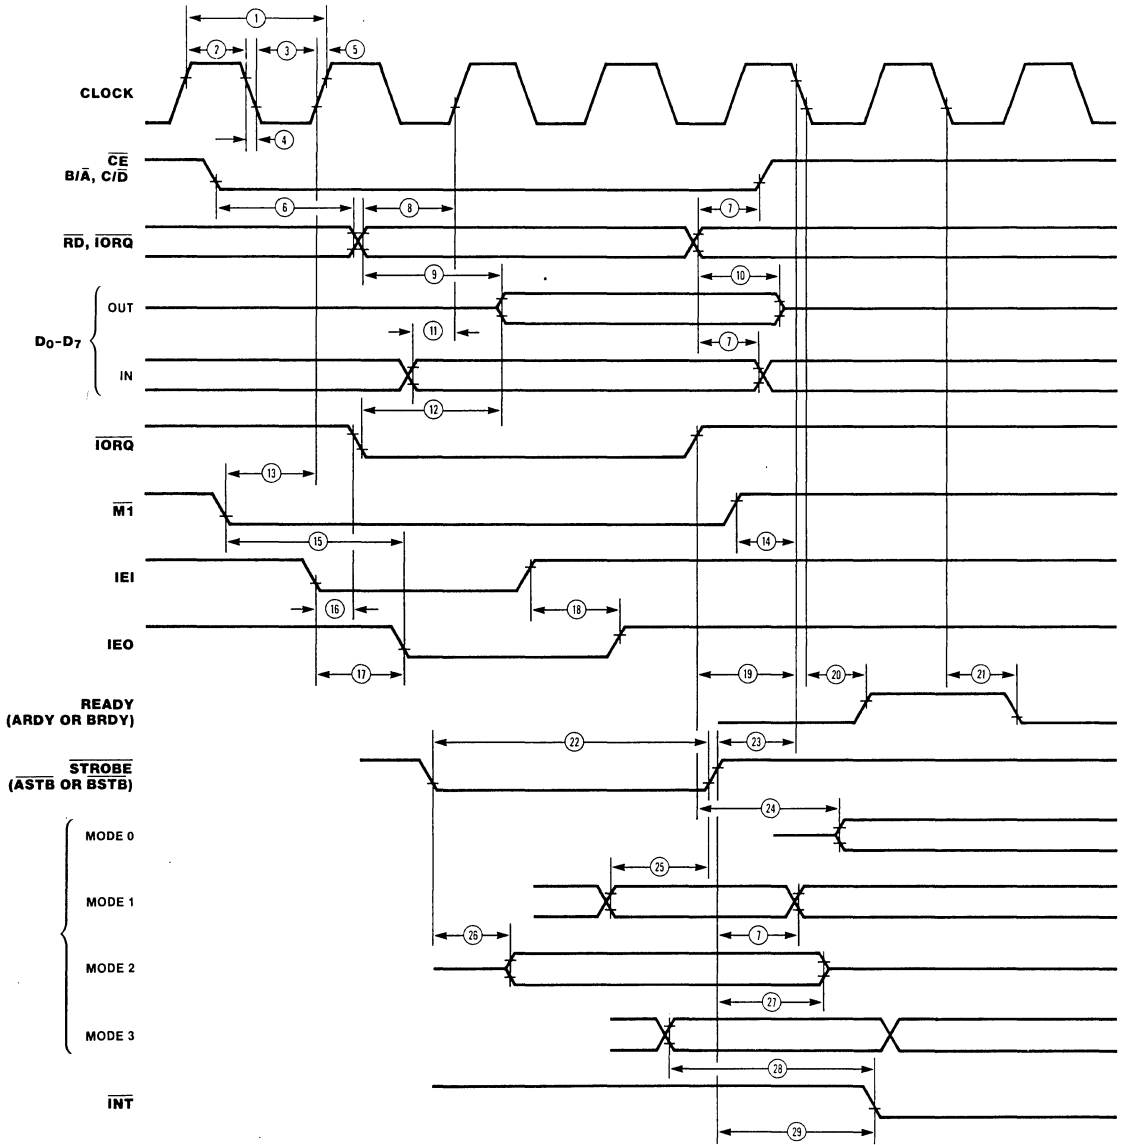 1
2 3 5
CLOCK
4
CE
B/A, C/D
6 8 7
RD, IORQ
9 10
OUT
11
D0-D7
7
IN
12
IORQ
13
M1
15 14
IEI
16 18
IEO
17 19 20 21
READY
(ARDY OR BRDY)
22 23
STROBE
(ASTB OR BSTB)
24
MODE 0
25
MODE 1
26 7
MODE 2
27
MODE 3
28
INT
29